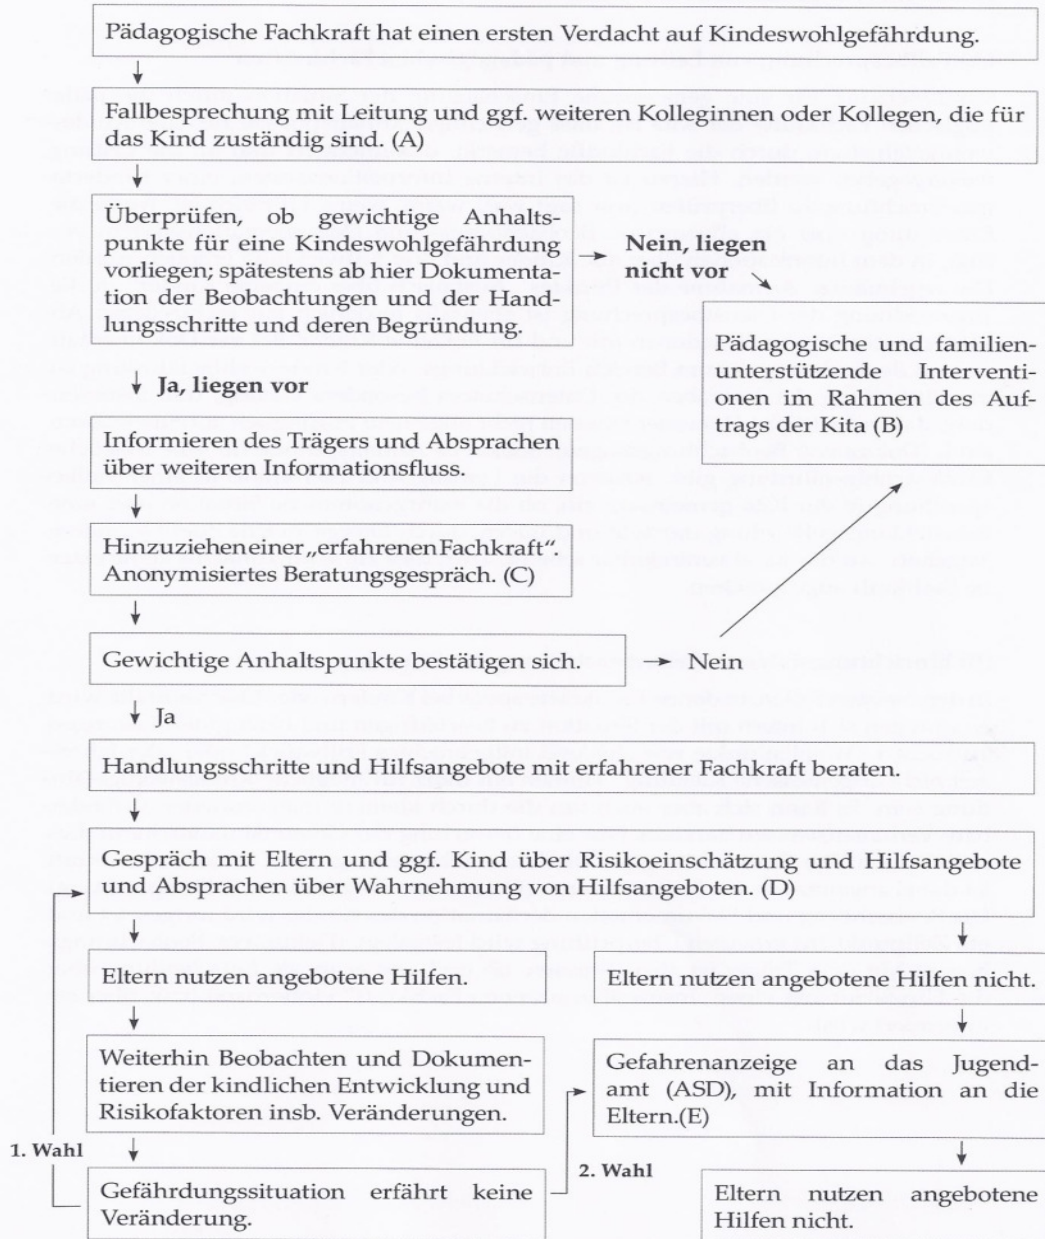 Pädagogische Fachkraft hat einen ersten Verdacht auf Kindeswohlgefährdung.
Fallbesprechung mit Leitung und ggf. weiteren Kolleginnen oder Kollegen, die für
das Kind zuständig sind. (A)
Überprüfen, ob gewichtige Anhalts-
punkte für eine Kindeswohlgefährdung
vorliegen; spätestens ab hier Dokumenta-
tion der Beobachtungen und der Hand-
lungsschritte und deren Begründung.
Nein, liegen
nicht vor
Pädagogische und familien-
unterstützende Interventi-
onen im Rahmen des Auf-
trags der Kita (B)
Ja, liegen vor
Informieren des Trägers und Absprachen
über weiteren Informationsfluss.
Hinzuziehen einer „erfahrenen Fachkraft“.
Anonymisiertes Beratungsgespräch. (C)
Gewichtige Anhaltspunkte bestätigen sich.
Nein
Ja
Handlungsschritte und Hilfsangebote mit erfahrener Fachkraft beraten.
Gespräch mit Eltern und ggf. Kind über Risikoeinschätzung und Hilfsangebote
und Absprachen über Wahrnehmung von Hilfsangeboten. (D)
Eltern nutzen angebotene Hilfen.
Eltern nutzen angebotene Hilfen nicht.
Weiterhin Beobachten und Dokumen-
tieren der kindlichen Entwicklung und
Risikofaktoren insb. Veränderungen.
Gefahrenanzeige an das Jugend-
amt (ASD), mit Information an die
Eltern.(E)
1. Wahl
2. Wahl
Gefährdungssituation erfährt keine
Veränderung.
Eltern nutzen angebotene
Hilfen nicht.